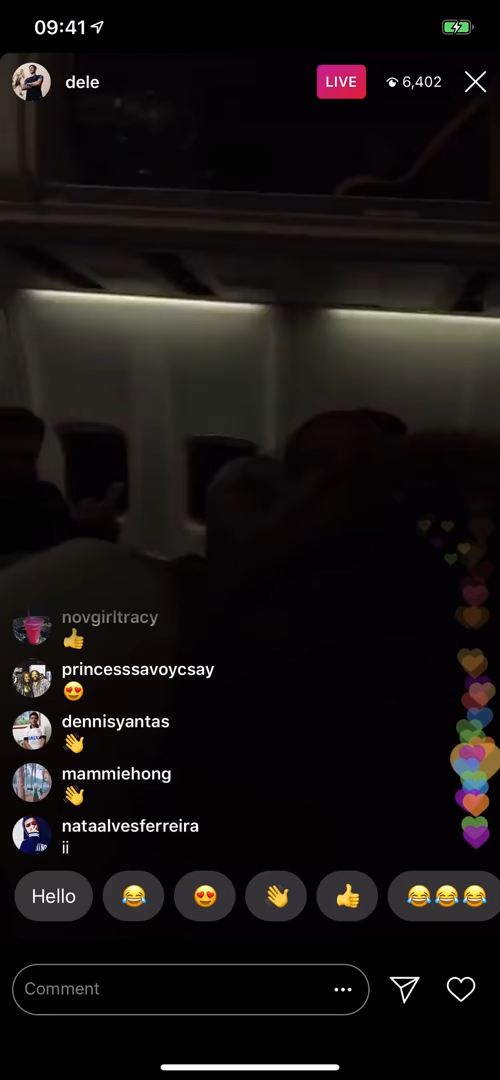 09:41
dele
LIVE
6,402
novgirltracy
👍
princesssavoycsay
😍
dennisyantas
👋
mammiehong
👋
nataalvesferreira
ii
Hello 😂 😍 👋 👍 😂😂😂
Comment